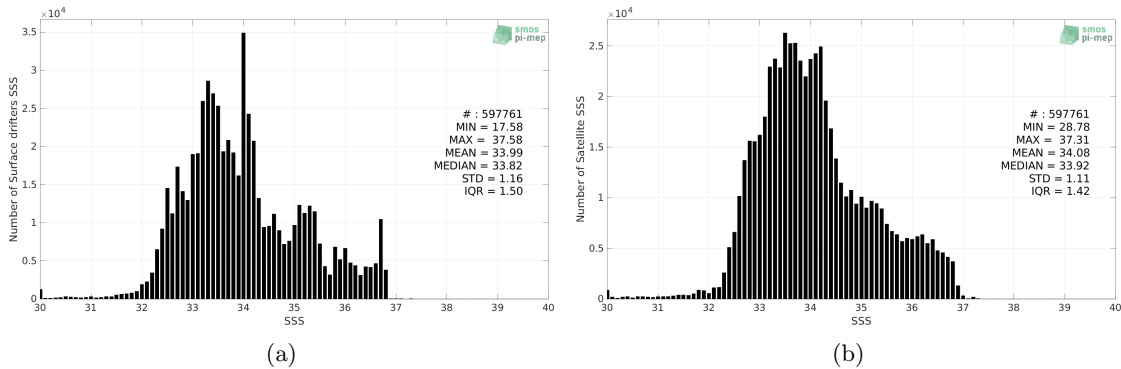 ×10⁴
3.5
3
2.5
2
1.5
1
0.5
0
Number of Surface drifters SSS
30 31 32 33 34 35 36 37 38 39 40
SSS
smos
pi-mep
# : 597761
MIN = 17.58
MAX = 37.58
MEAN = 33.99
MEDIAN = 33.82
STD = 1.16
IQR = 1.50
(a)
×10⁴
2.5
2
1.5
1
0.5
0
Number of Satellite SSS
30 31 32 33 34 35 36 37 38 39 40
SSS
smos
pi-mep
# : 597761
MIN = 28.78
MAX = 37.31
MEAN = 34.08
MEDIAN = 33.92
STD = 1.11
IQR = 1.42
(b)